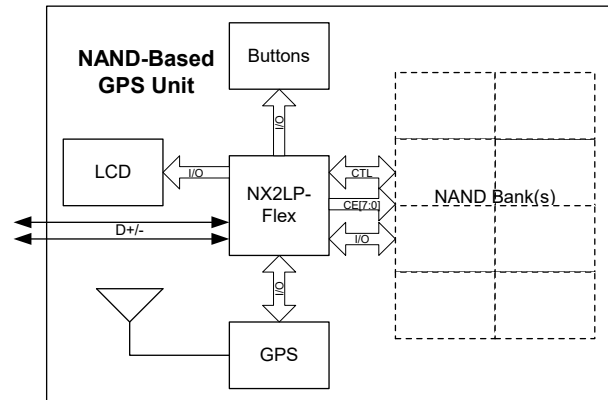 NAND-Based
GPS Unit
Buttons
I/O
LCD
I/O
NX2LP-
Flex
CTL
CE[7:0]
I/O
NAND Bank(s)
D+/-
I/O
GPS